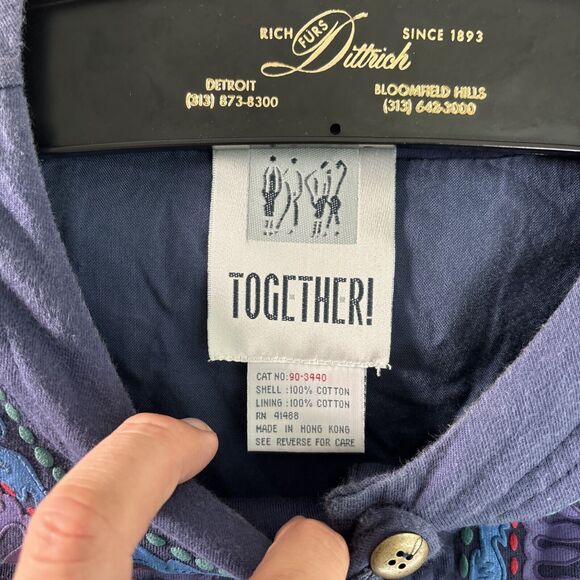 RICH FURS Dittrich SINCE 1893
DETROIT
(313) 873-8300
BLOOMFIELD HILLS
(313) 642-3000
TOGETHER!
CAT NO: 90-3440
SHELL : 100% COTTON
LINING : 100% COTTON
RN 41488
MADE IN HONG KONG
SEE REVERSE FOR CARE